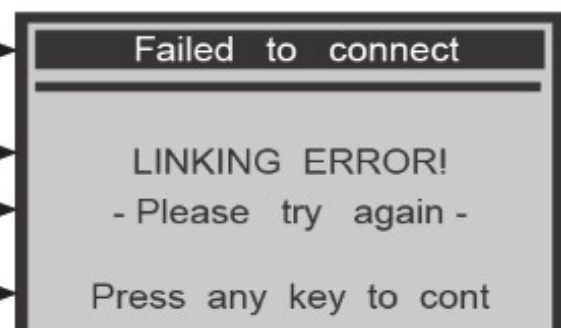 Failed to connect
LINKING ERROR!
- Please try again -
Press any key to cont